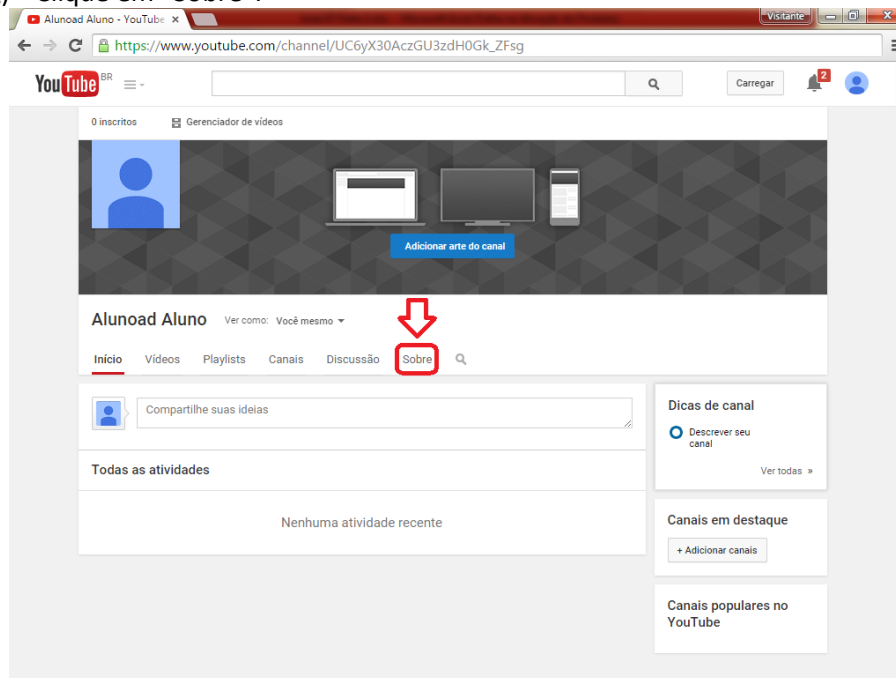 Clique em "Sobre".
Alunoad Aluno - YouTube
Visitante
https://www.youtube.com/channel/UC6yX30AczGU3zdH0Gk_ZFsg
YouTube BR
Carregar
2
0 inscritos Gerenciador de vídeos
Adicionar arte do canal
Alunoad Aluno Ver como: Você mesmo
Início Vídeos Playlists Canais Discussão Sobre
Compartilhe suas ideias
Todas as atividades
Nenhuma atividade recente
Dicas de canal
Descrever seu
canal
Ver todas »
Canais em destaque
+ Adicionar canais
Canais populares no
YouTube